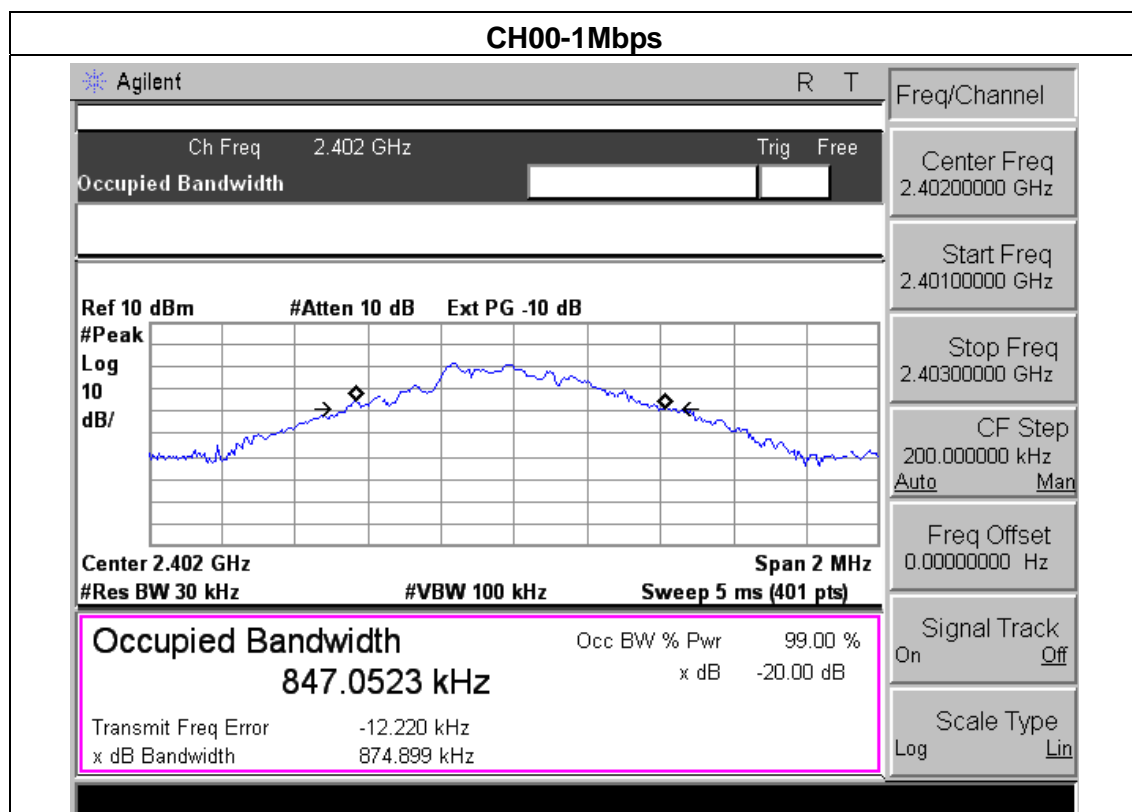 CH00-1Mbps
Agilent R T
Ch Freq 2.402 GHz Trig Free
Occupied Bandwidth
Ref 10 dBm #Atten 10 dB Ext PG -10 dB
#Peak
Log
10
dB/
Center 2.402 GHz Span 2 MHz
#Res BW 30 kHz #VBW 100 kHz Sweep 5 ms (401 pts)
Occupied Bandwidth Occ BW % Pwr 99.00 %
847.0523 kHz x dB -20.00 dB
Transmit Freq Error -12.220 kHz
x dB Bandwidth 874.899 kHz
Freq/Channel
Center Freq
2.40200000 GHz
Start Freq
2.40100000 GHz
Stop Freq
2.40300000 GHz
CF Step
200.000000 kHz
Auto Man
Freq Offset
0.00000000 Hz
Signal Track
On Off
Scale Type
Log Lin